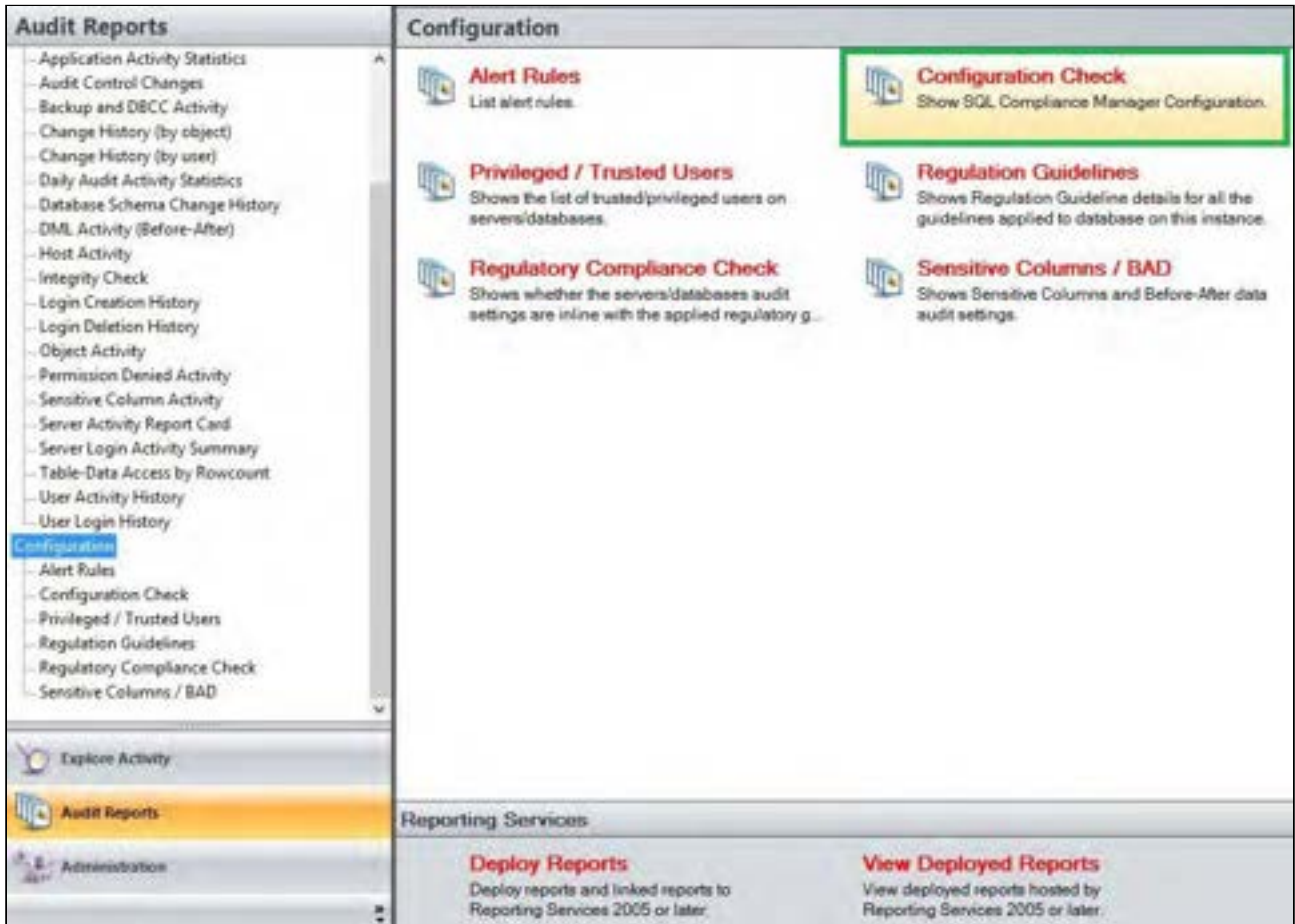 Audit Reports
Application Activity Statistics
Audit Control Changes
Backup and DBCC Activity
Change History (by object)
Change History (by user)
Daily Audit Activity Statistics
Database Schema Change History
DML Activity (Before-After)
Host Activity
Integrity Check
Login Creation History
Login Deletion History
Object Activity
Permission Denied Activity
Sensitive Column Activity
Server Activity Report Card
Server Login Activity Summary
Table-Data Access by Rowcount
User Activity History
User Login History
Configuration
Alert Rules
Configuration Check
Privileged / Trusted Users
Regulation Guidelines
Regulatory Compliance Check
Sensitive Columns / BAD
Explore Activity
Audit Reports
Administration
Configuration
Alert Rules
List alert rules.
Configuration Check
Show SQL Compliance Manager Configuration.
Privileged / Trusted Users
Shows the list of trusted/privileged users on
servers/databases.
Regulation Guidelines
Shows Regulation Guideline details for all the
guidelines applied to database on this instance.
Regulatory Compliance Check
Shows whether the servers/databases audit
settings are inline with the applied regulatory g...
Sensitive Columns / BAD
Shows Sensitive Columns and Before-After data
audit settings.
Reporting Services
Deploy Reports
Deploy reports and linked reports to
Reporting Services 2005 or later.
View Deployed Reports
View deployed reports hosted by
Reporting Services 2005 or later.